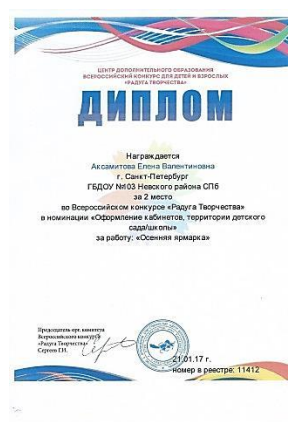 ЦЕНТР ДОПОЛНИТЕЛЬНОГО ОБРАЗОВАНИЯ
ВСЕРОССИЙСКИЙ КОНКУРС ДЛЯ ДЕТЕЙ И ВЗРОСЛЫХ
«РАДУГА ТВОРЧЕСТВА»
ДИПЛОМ
Награждается
Аксамитова Елена Валентиновна
г. Санкт-Петербург
ГБДОУ №103 Невского района СПб
за 2 место
во Всероссийском конкурсе «Радуга Творчества»
в номинации «Оформление кабинетов, территории детского
сада/школы»
за работу: «Осенняя ярмарка»
Председатель орг. комитета
Всероссийского конкурса
«Радуга Творчества»
Сергеев Г.И.
21.01.17 г.
номер в реестре: 11412